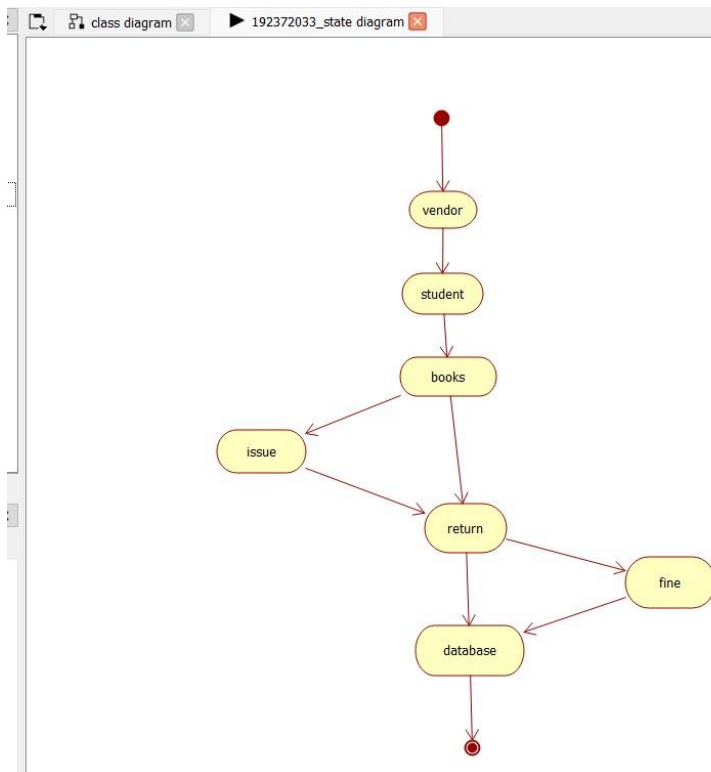 class diagram
192372033_state diagram
vendor
student
books
issue
return
fine
database